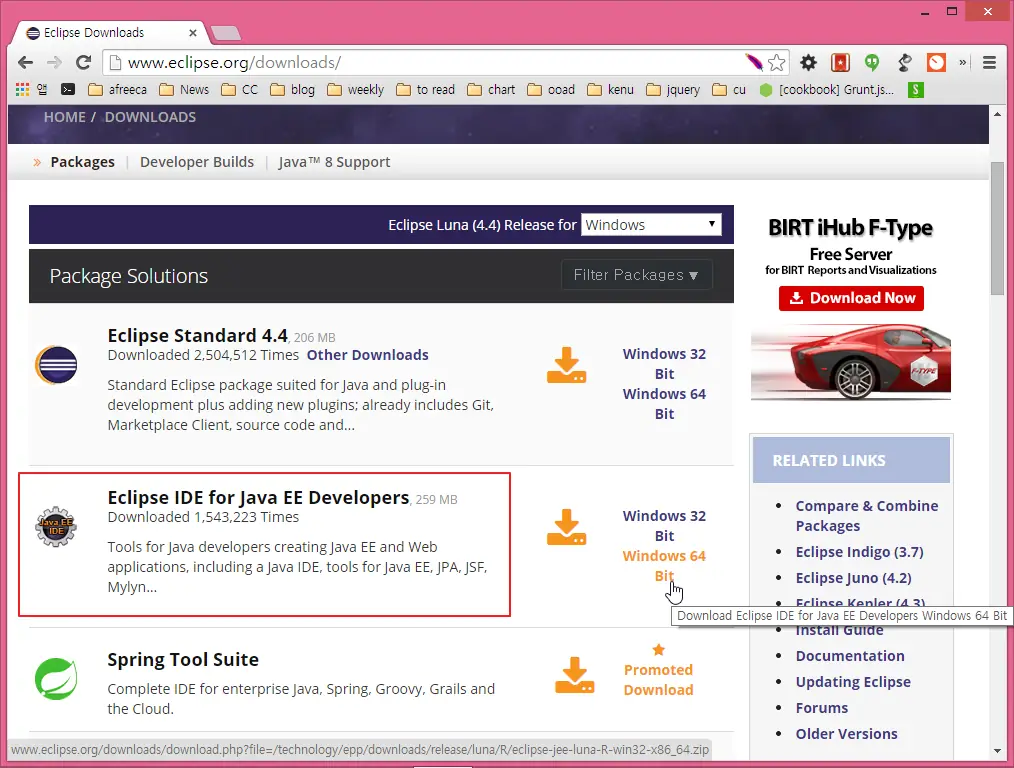 Eclipse Downloads
www.eclipse.org/downloads/
afreeca News CC blog weekly to read chart ooad kenu jquery cu [cookbook] Grunt.js... S
HOME / DOWNLOADS
» Packages | Developer Builds | Java™ 8 Support
Eclipse Luna (4.4) Release for Windows
Package Solutions
Filter Packages ▼
Eclipse Standard 4.4, 206 MB
Downloaded 2,504,512 Times Other Downloads
Standard Eclipse package suited for Java and plug-in
development plus adding new plugins; already includes Git,
Marketplace Client, source code and...
Windows 32
Bit
Windows 64
Bit
Java EE
IDE
Eclipse IDE for Java EE Developers, 259 MB
Downloaded 1,543,223 Times
Tools for Java developers creating Java EE and Web
applications, including a Java IDE, tools for Java EE, JPA, JSF,
Mylyn...
Windows 32
Bit
Windows 64
Bit
Download Eclipse IDE for Java EE Developers Windows 64 Bit
Spring Tool Suite
Complete IDE for enterprise Java, Spring, Groovy, Grails and
the Cloud.
Promoted
Download
BIRT iHub F-Type
Free Server
for BIRT Reports and Visualizations
Download Now
F-TYPE
RELATED LINKS
• Compare & Combine
Packages
• Eclipse Indigo (3.7)
• Eclipse Juno (4.2)
• Eclipse Kepler (4.3)
• Install Guide
• Documentation
• Updating Eclipse
• Forums
• Older Versions
www.eclipse.org/downloads/download.php?file=/technology/epp/downloads/release/luna/R/eclipse-jee-luna-R-win32-x86_64.zip